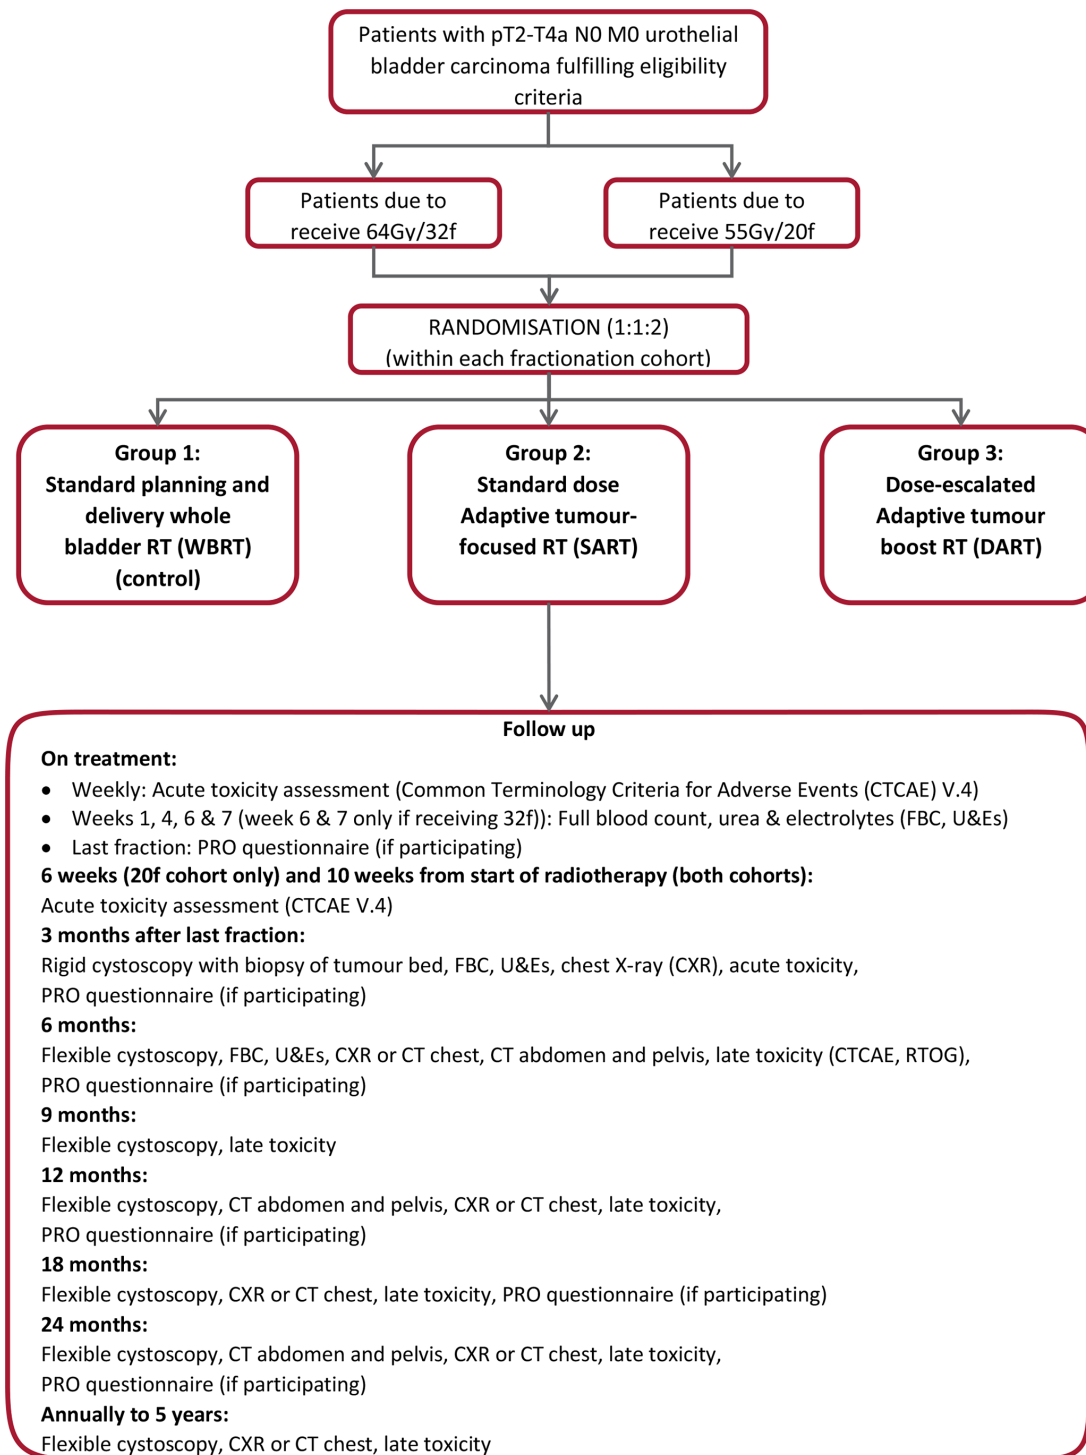 Patients with pT2-T4a N0 M0 urothelial
bladder carcinoma fulfilling eligibility
criteria
Patients due to
receive 64Gy/32f
Patients due to
receive 55Gy/20f
RANDOMISATION (1:1:2)
(within each fractionation cohort)
Group 1:
Standard planning and
delivery whole
bladder RT (WBRT)
(control)
Group 2:
Standard dose
Adaptive tumour-
focused RT (SART)
Group 3:
Dose-escalated
Adaptive tumour
boost RT (DART)
Follow up
On treatment:
• Weekly: Acute toxicity assessment (Common Terminology Criteria for Adverse Events (CTCAE) V.4)
• Weeks 1, 4, 6 & 7 (week 6 & 7 only if receiving 32f)): Full blood count, urea & electrolytes (FBC, U&Es)
• Last fraction: PRO questionnaire (if participating)
6 weeks (20f cohort only) and 10 weeks from start of radiotherapy (both cohorts):
Acute toxicity assessment (CTCAE V.4)
3 months after last fraction:
Rigid cystoscopy with biopsy of tumour bed, FBC, U&Es, chest X-ray (CXR), acute toxicity,
PRO questionnaire (if participating)
6 months:
Flexible cystoscopy, FBC, U&Es, CXR or CT chest, CT abdomen and pelvis, late toxicity (CTCAE, RTOG),
PRO questionnaire (if participating)
9 months:
Flexible cystoscopy, late toxicity
12 months:
Flexible cystoscopy, CT abdomen and pelvis, CXR or CT chest, late toxicity,
PRO questionnaire (if participating)
18 months:
Flexible cystoscopy, CXR or CT chest, late toxicity, PRO questionnaire (if participating)
24 months:
Flexible cystoscopy, CT abdomen and pelvis, CXR or CT chest, late toxicity,
PRO questionnaire (if participating)
Annually to 5 years:
Flexible cystoscopy, CXR or CT chest, late toxicity